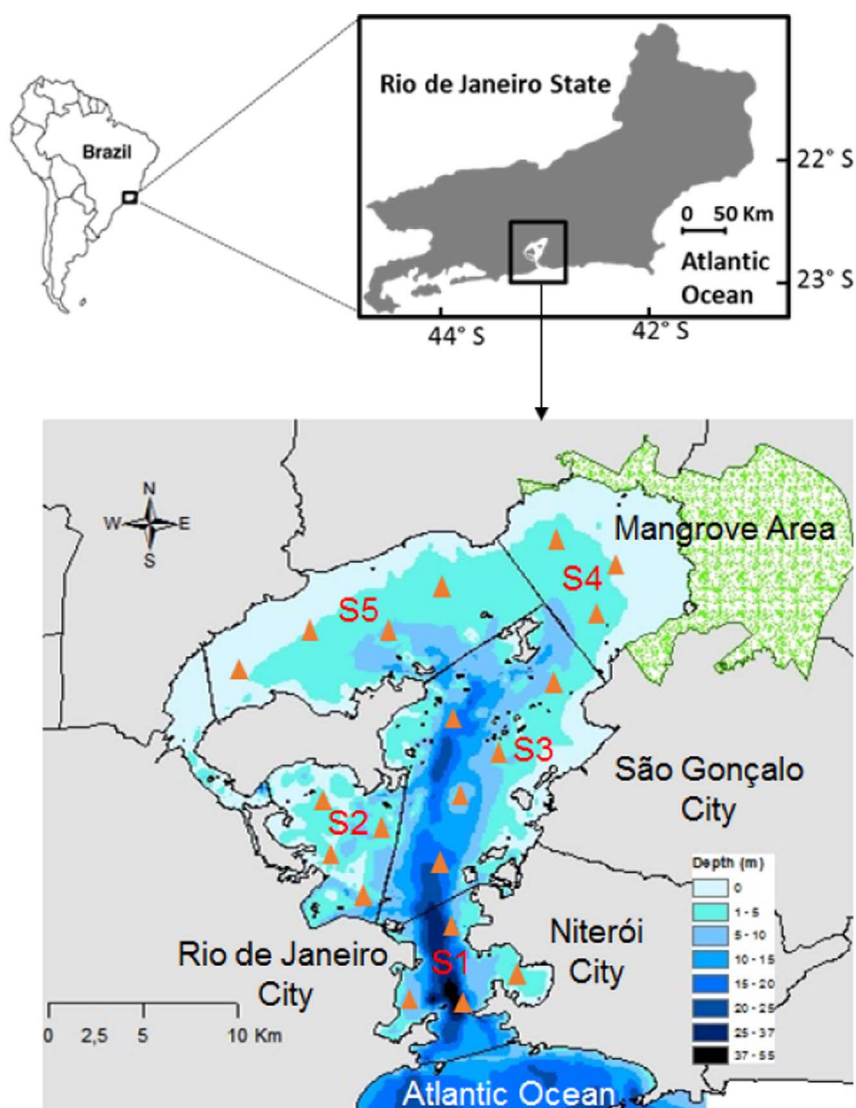 Brazil
Rio de Janeiro State
22° S
0 50 Km
Atlantic
Ocean
23° S
44° S
42° S
N
W E
S
Mangrove Area
S4
S5
S3
São Gonçalo
City
S2
Depth (m)
0
1 - 5
5 - 10
10 - 15
15 - 20
20 - 25
25 - 37
37 - 55
Rio de Janeiro
City
Niterói
City
S1
0 2,5 5 10 Km
Atlantic Ocean